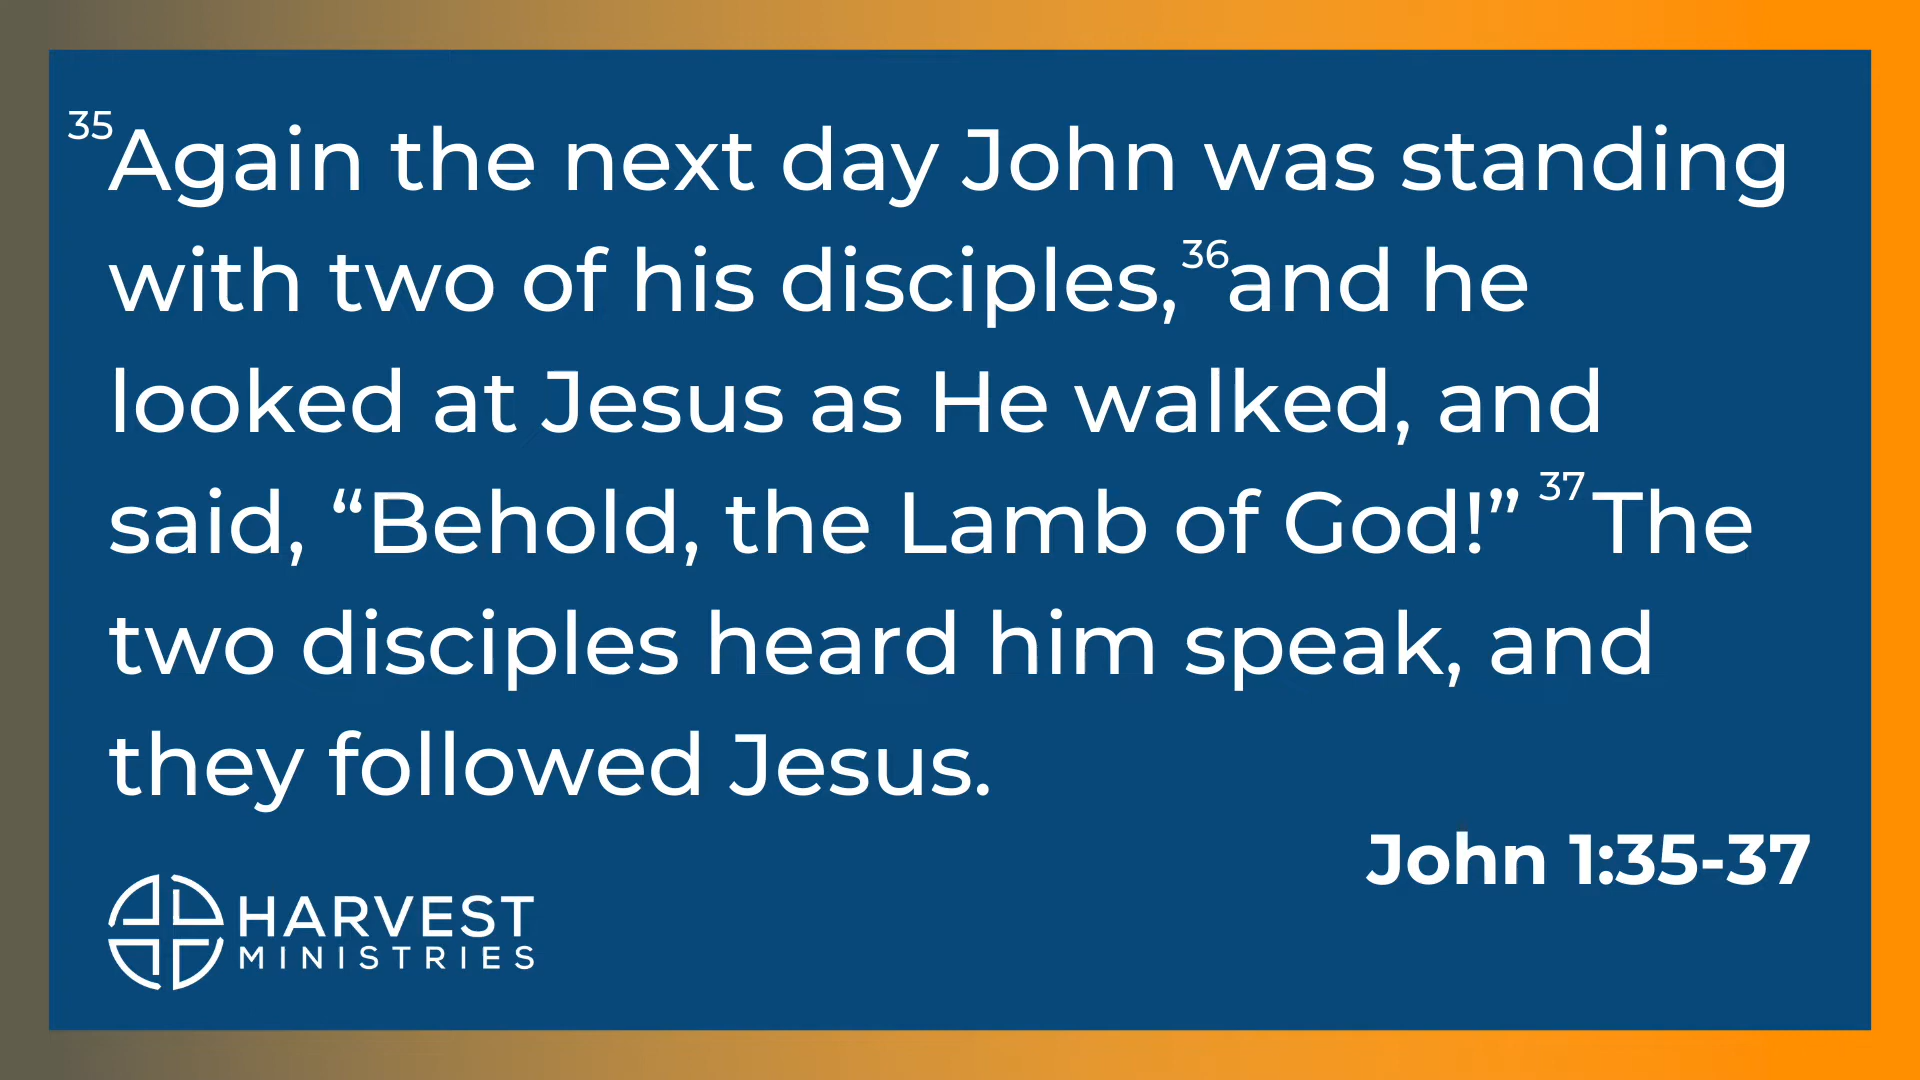 35Again the next day John was standing
with two of his disciples,36and he
looked at Jesus as He walked, and
said, “Behold, the Lamb of God!” 37The
two disciples heard him speak, and
they followed Jesus.
John 1:35-37
HARVEST
MINISTRIES